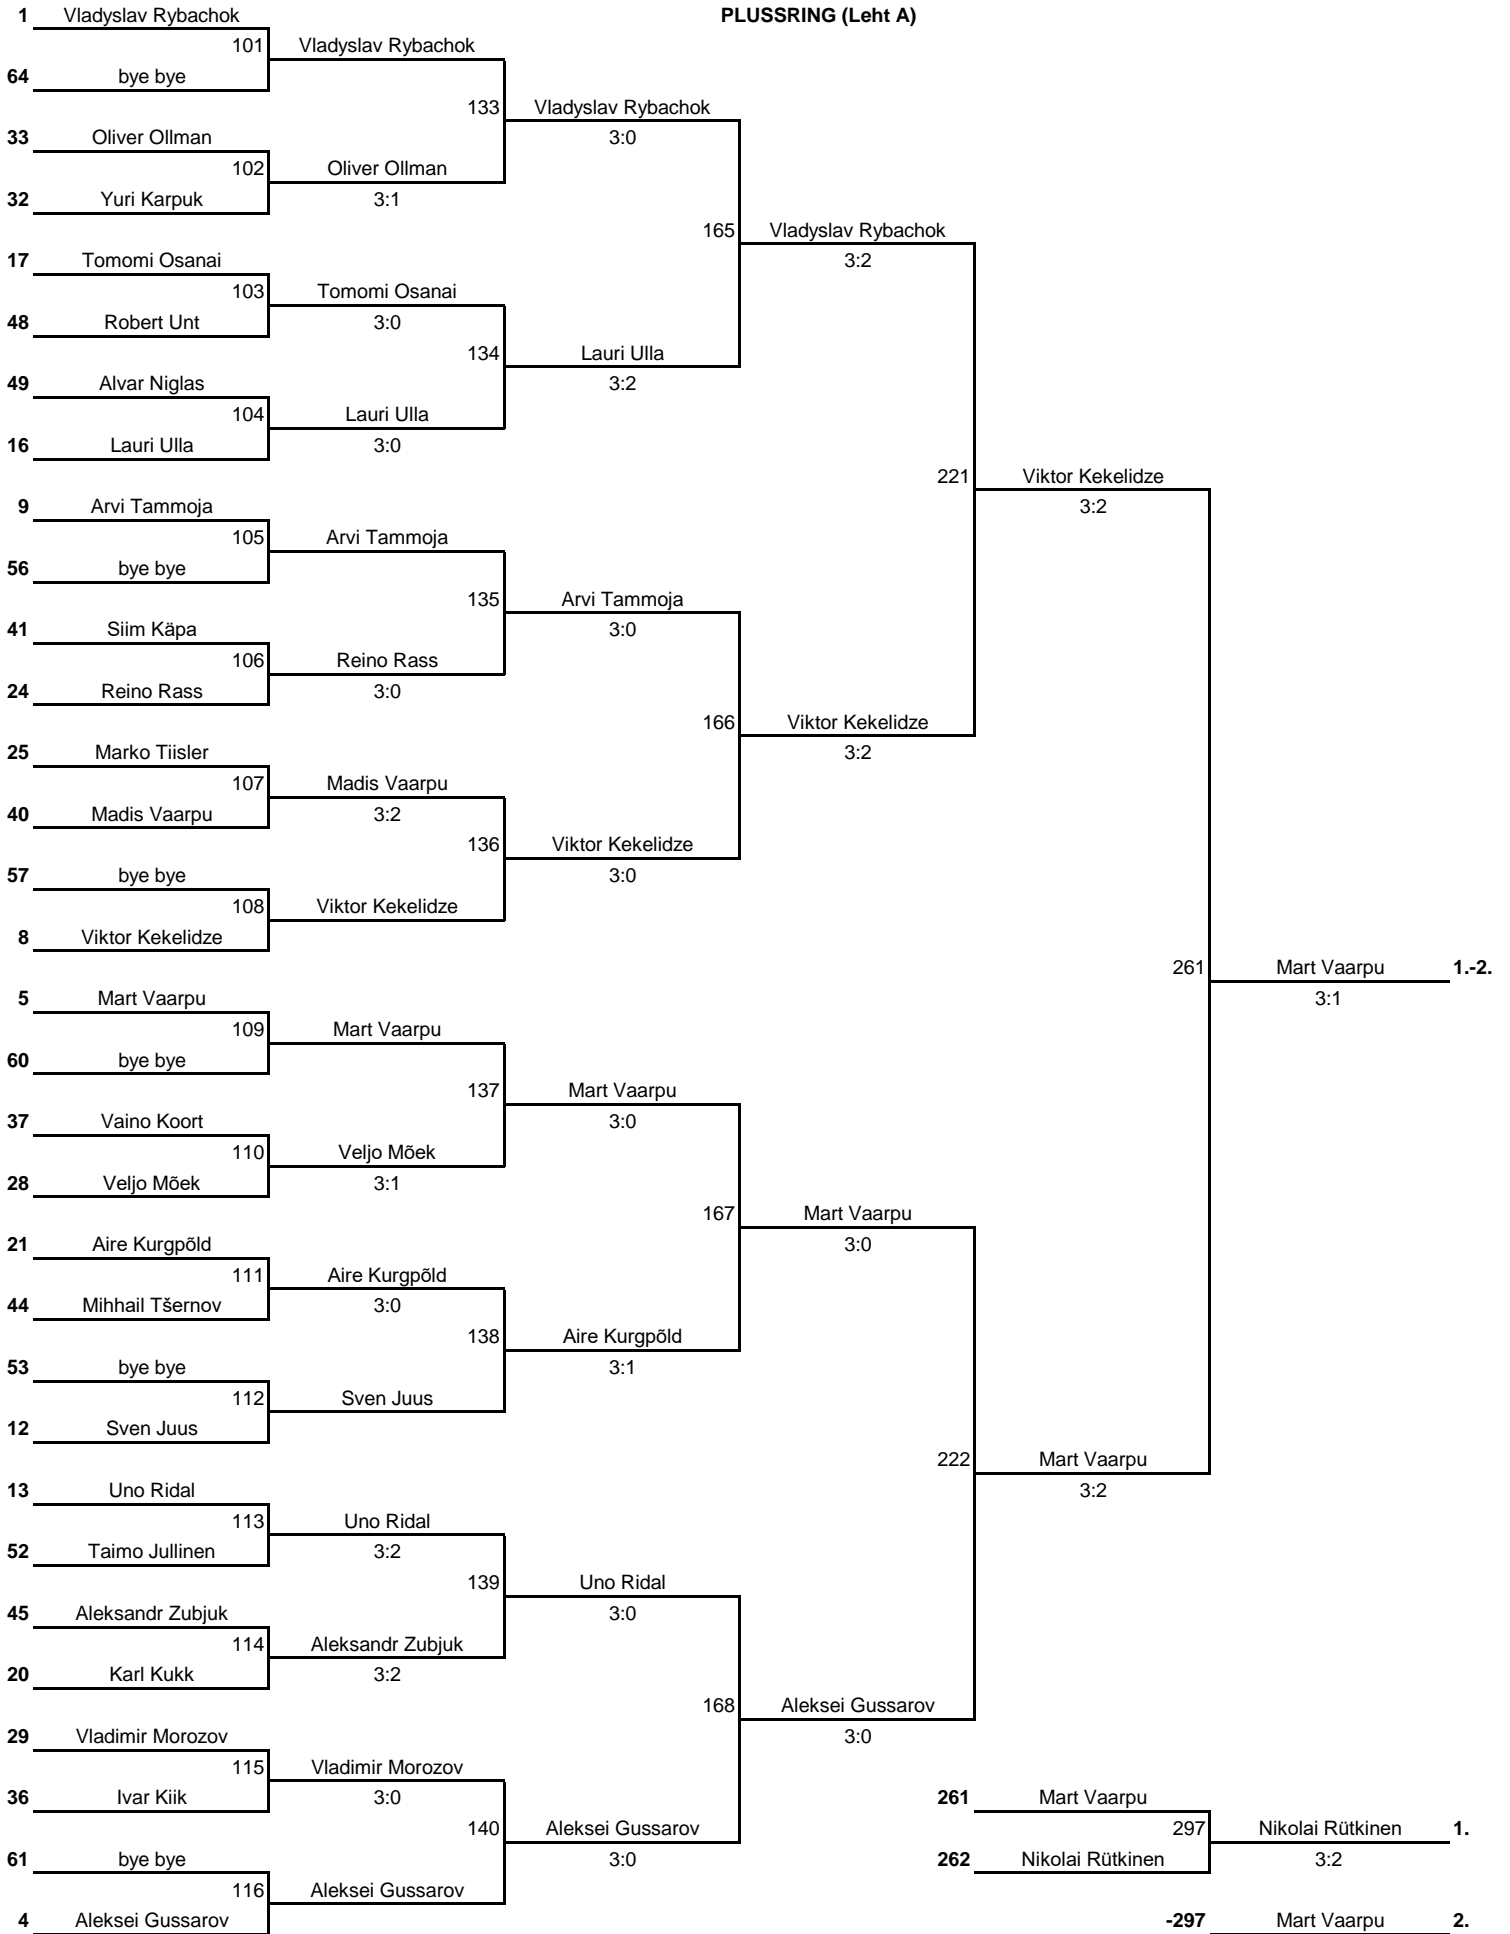 1 Vladyslav Rybachok PLUSSRING (Leht A)
101 Vladyslav Rybachok
64 bye bye
133 Vladyslav Rybachok
33 Oliver Ollman 3:0
102 Oliver Ollman
32 Yuri Karpuk 3:1
165 Vladyslav Rybachok
17 Tomomi Osanai 3:2
103 Tomomi Osanai
48 Robert Unt 3:0
134 Lauri Ulla
49 Alvar Niglas 3:2
104 Lauri Ulla
16 Lauri Ulla 3:0
221 Viktor Kekelidze
9 Arvi Tammoja 3:2
105 Arvi Tammoja
56 bye bye
135 Arvi Tammoja
41 Siim Käpa 3:0
106 Reino Rass
24 Reino Rass 3:0
166 Viktor Kekelidze
25 Marko Tiisler 3:2
107 Madis Vaarpu
40 Madis Vaarpu 3:2
136 Viktor Kekelidze
57 bye bye 3:0
108 Viktor Kekelidze
8 Viktor Kekelidze
261 Mart Vaarpu 1.-2.
5 Mart Vaarpu 3:1
109 Mart Vaarpu
60 bye bye
137 Mart Vaarpu
37 Vaino Koort 3:0
110 Veljo Mõek
28 Veljo Mõek 3:1
167 Mart Vaarpu
21 Aire Kurgpõld 3:0
111 Aire Kurgpõld
44 Mihhail Tšernov 3:0
138 Aire Kurgpõld
53 bye bye 3:1
112 Sven Juus
12 Sven Juus
222 Mart Vaarpu
13 Uno Ridal 3:2
113 Uno Ridal
52 Taimo Jullinen 3:2
139 Uno Ridal
45 Aleksandr Zubjuk 3:0
114 Aleksandr Zubjuk
20 Karl Kukk 3:2
168 Aleksei Gussarov
29 Vladimir Morozov 3:0
115 Vladimir Morozov
36 Ivar Kiik 3:0 261 Mart Vaarpu
140 Aleksei Gussarov 297 Nikolai Rütkinen 1.
61 bye bye 3:0 262 Nikolai Rütkinen 3:2
116 Aleksei Gussarov
4 Aleksei Gussarov -297 Mart Vaarpu 2.